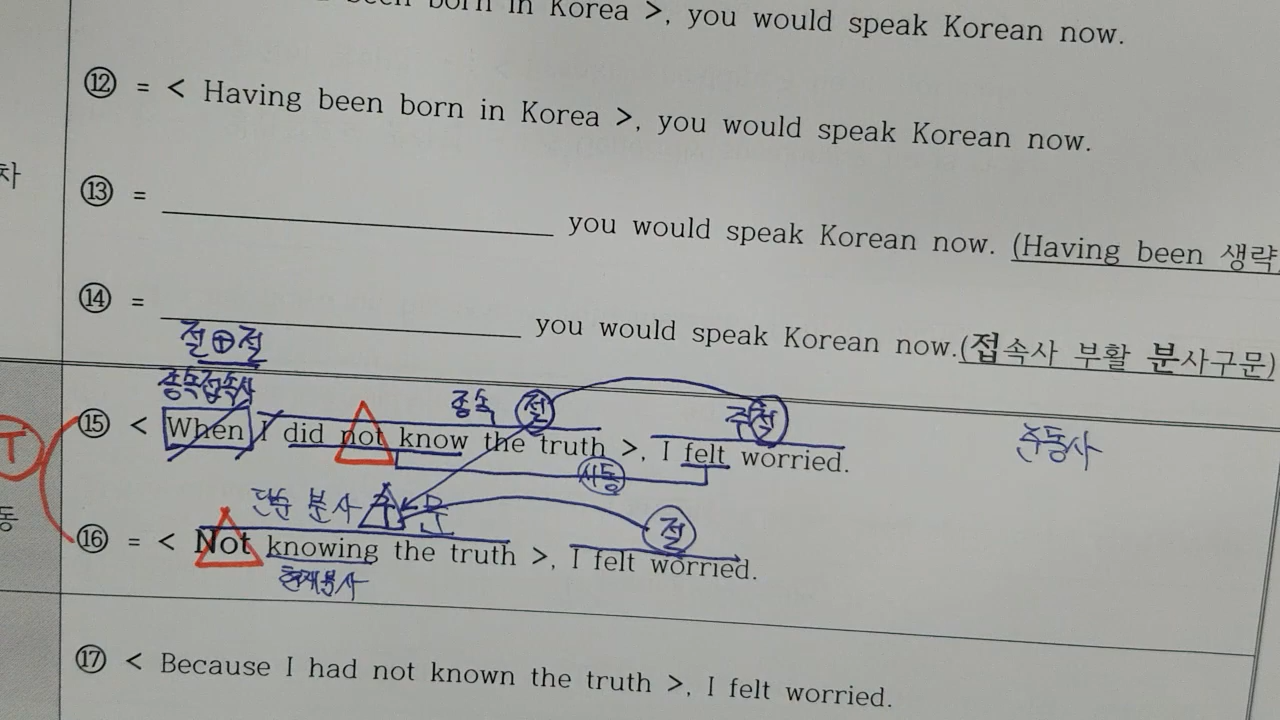 been born in Korea >, you would speak Korean now.
⑫ = < Having been born in Korea >, you would speak Korean now.
차
⑬ = ____ you would speak Korean now. (Having been 생략
⑭ = ____ you would speak Korean now.(접속사 부활 분사구문)
절⊕절
종속접속사
종속 절 주절
⑮ < When I did not know the truth >, I felt worried.
주동사
T
단순 분사구문 절
동
⑯ = < Not knowing the truth >, I felt worried.
현재분사
⑰ < Because I had not known the truth >, I felt worried.